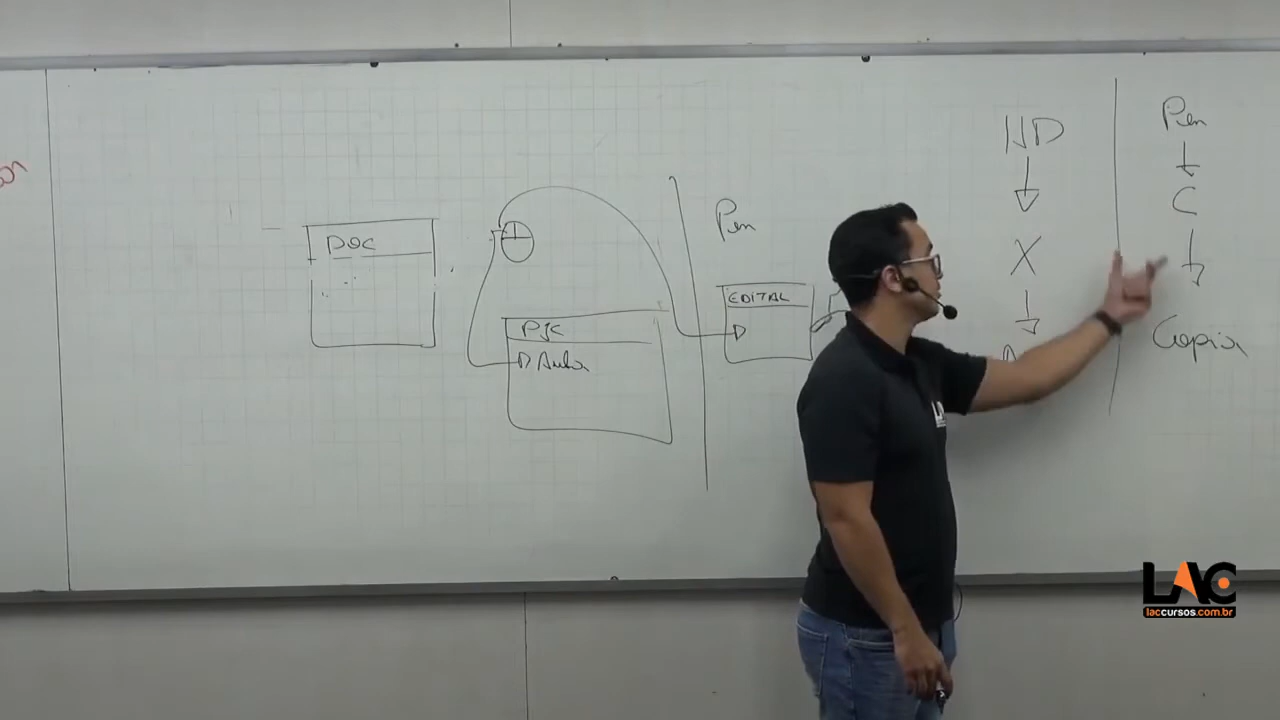 DOC
PJC
Aula
Pen
EDITAL
HD
X
Pen
C
Copia
LAC
laccursos.com.br